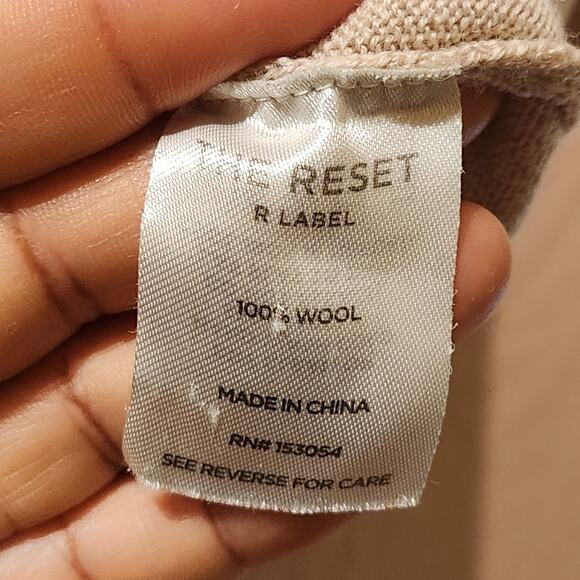 THE RESET
R LABEL
100% WOOL
MADE IN CHINA
RN# 153054
SEE REVERSE FOR CARE